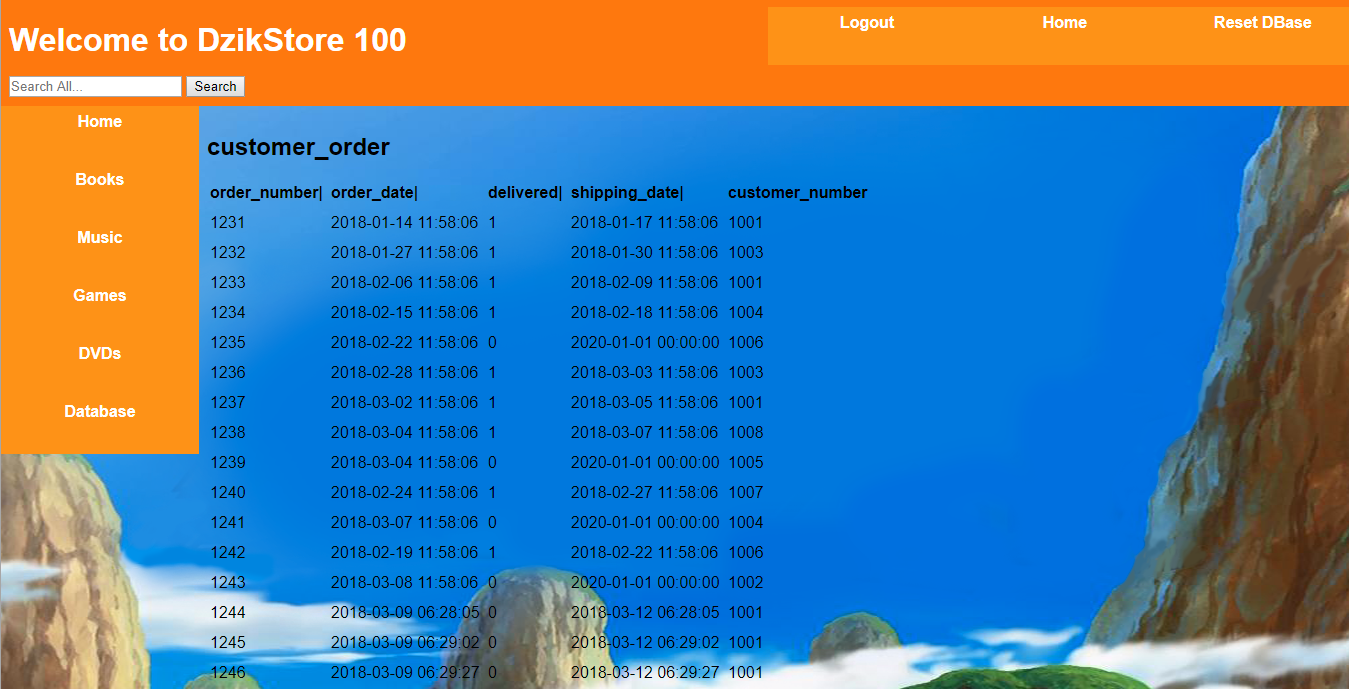 Welcome to DzikStore 100
Logout Home Reset DBase
Search All... Search
Home
Books
Music
Games
DVDs
Database
customer_order
order_number| order_date| delivered| shipping_date| customer_number
1231 2018-01-14 11:58:06 1 2018-01-17 11:58:06 1001
1232 2018-01-27 11:58:06 1 2018-01-30 11:58:06 1003
1233 2018-02-06 11:58:06 1 2018-02-09 11:58:06 1001
1234 2018-02-15 11:58:06 1 2018-02-18 11:58:06 1004
1235 2018-02-22 11:58:06 0 2020-01-01 00:00:00 1006
1236 2018-02-28 11:58:06 1 2018-03-03 11:58:06 1003
1237 2018-03-02 11:58:06 1 2018-03-05 11:58:06 1001
1238 2018-03-04 11:58:06 1 2018-03-07 11:58:06 1008
1239 2018-03-04 11:58:06 0 2020-01-01 00:00:00 1005
1240 2018-02-24 11:58:06 1 2018-02-27 11:58:06 1007
1241 2018-03-07 11:58:06 0 2020-01-01 00:00:00 1004
1242 2018-02-19 11:58:06 1 2018-02-22 11:58:06 1006
1243 2018-03-08 11:58:06 0 2020-01-01 00:00:00 1002
1244 2018-03-09 06:28:05 0 2018-03-12 06:28:05 1001
1245 2018-03-09 06:29:02 0 2018-03-12 06:29:02 1001
1246 2018-03-09 06:29:27 0 2018-03-12 06:29:27 1001